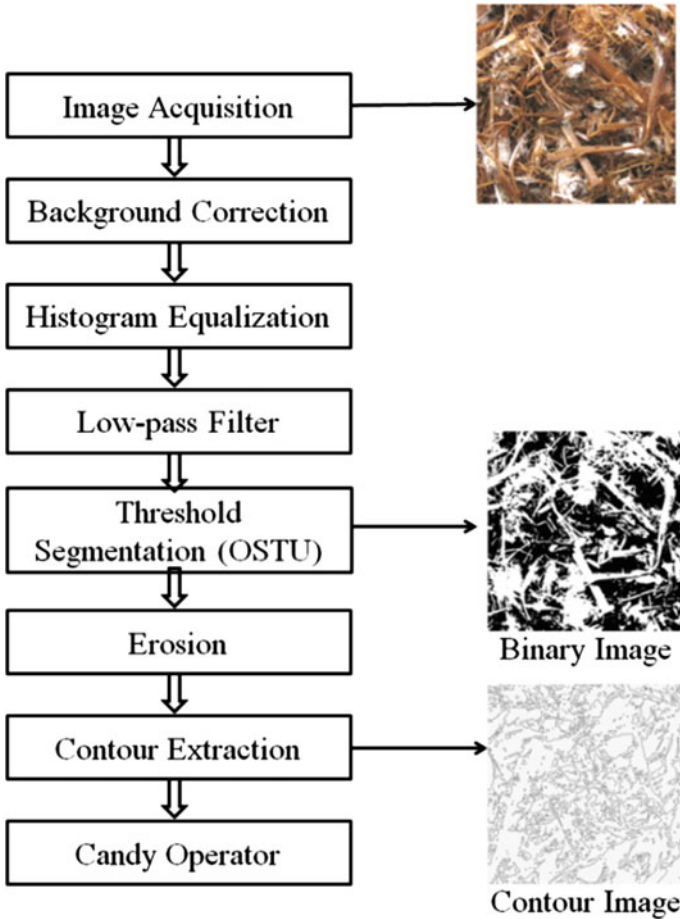 Image Acquisition
Background Correction
Histogram Equalization
Low-pass Filter
Threshold
Segmentation (OSTU)
Binary Image
Erosion
Contour Extraction
Candy Operator
Contour Image